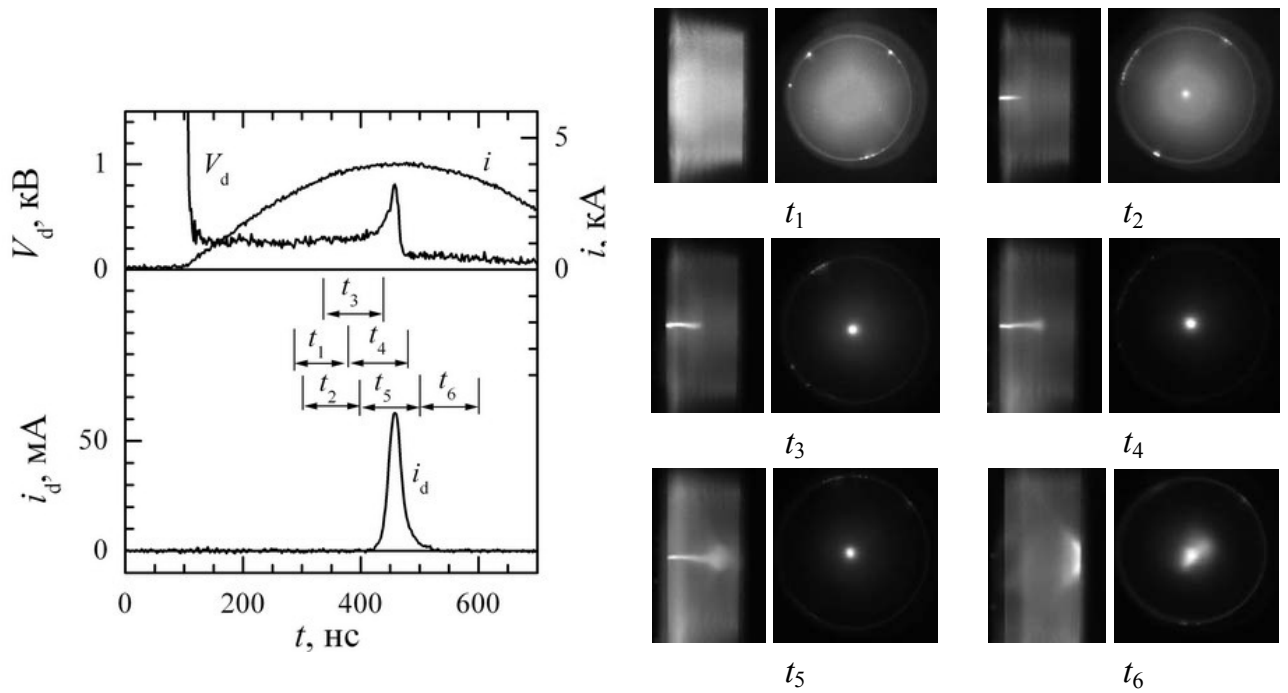 V_d, кВ
1
0
V_d
i
5
0
i, кА
t_3
t_1
t_4
t_2
t_5
t_6
i_d, мА
50
0
i_d
0
200
400
600
t, нс
t_1
t_2
t_3
t_4
t_5
t_6